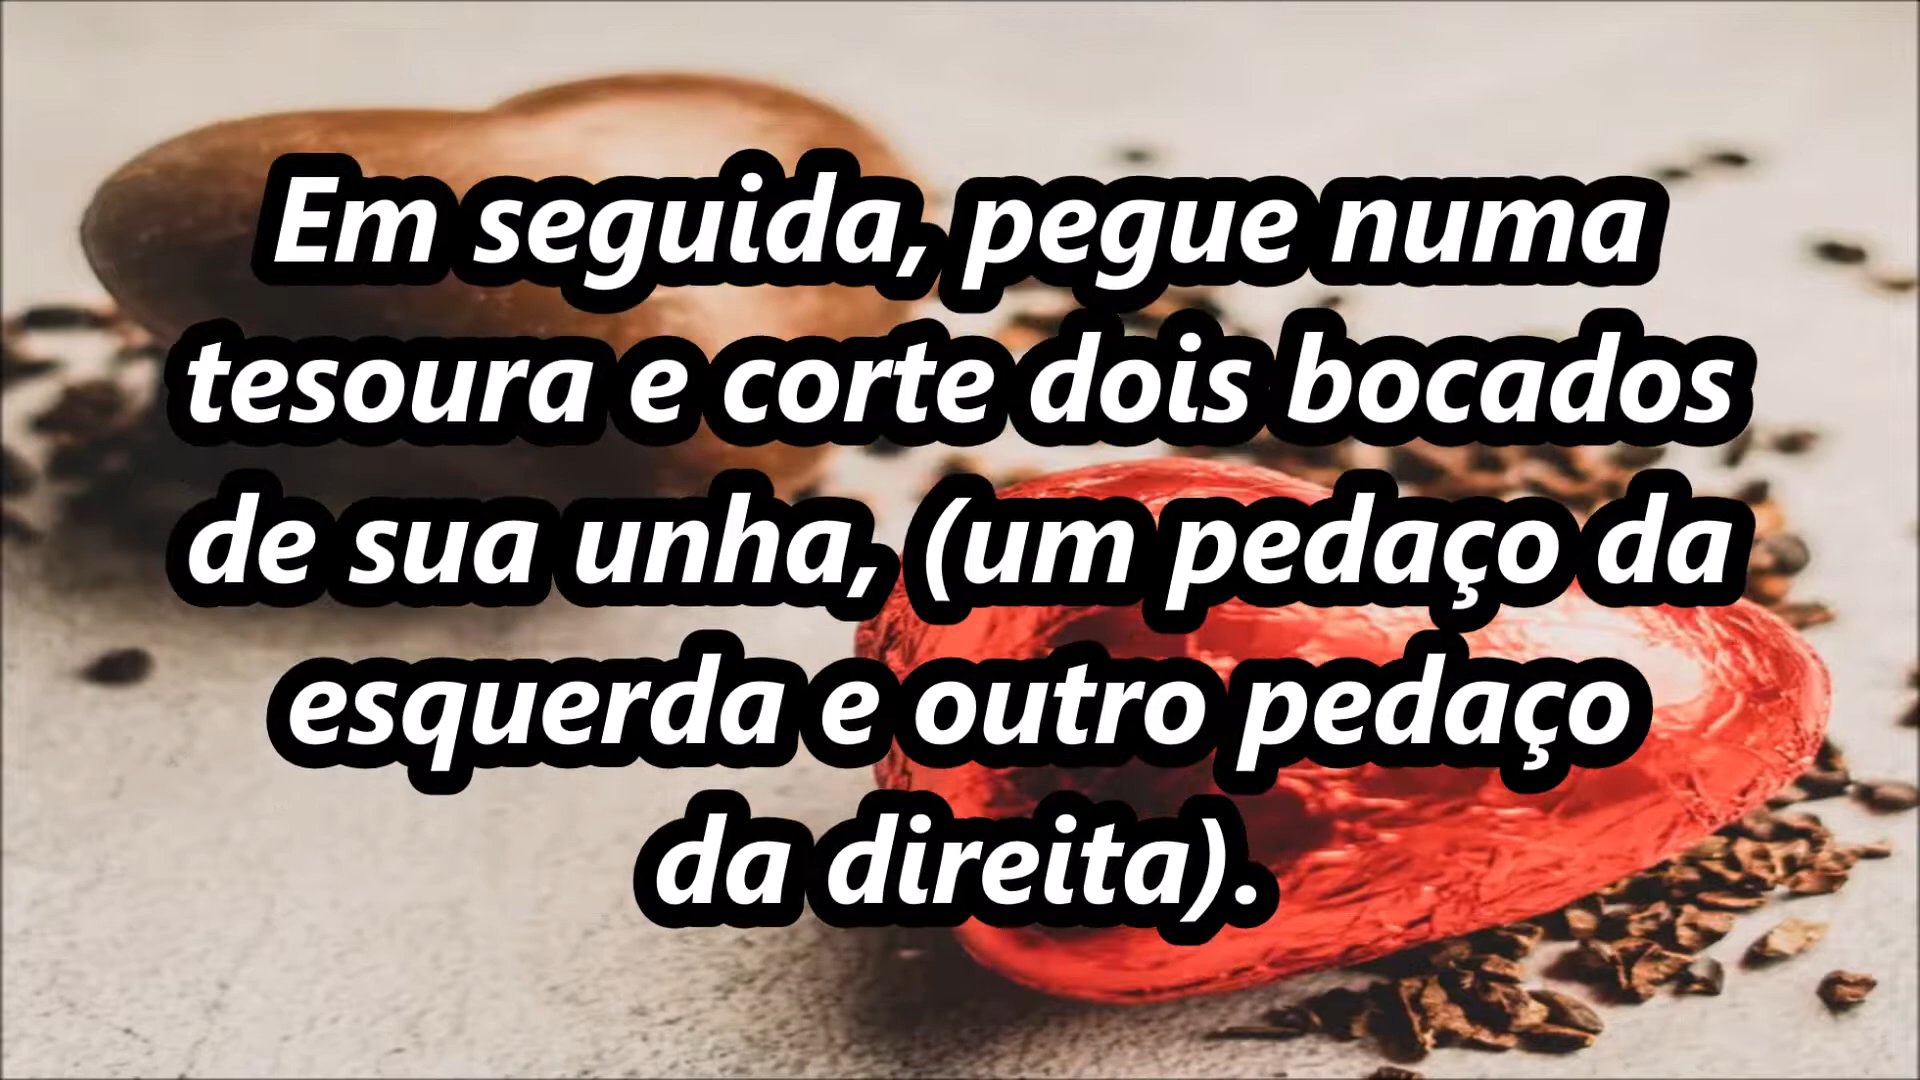 Em seguida, pegue numa
tesoura e corte dois bocados
de sua unha, (um pedaço da
esquerda e outro pedaço
da direita).